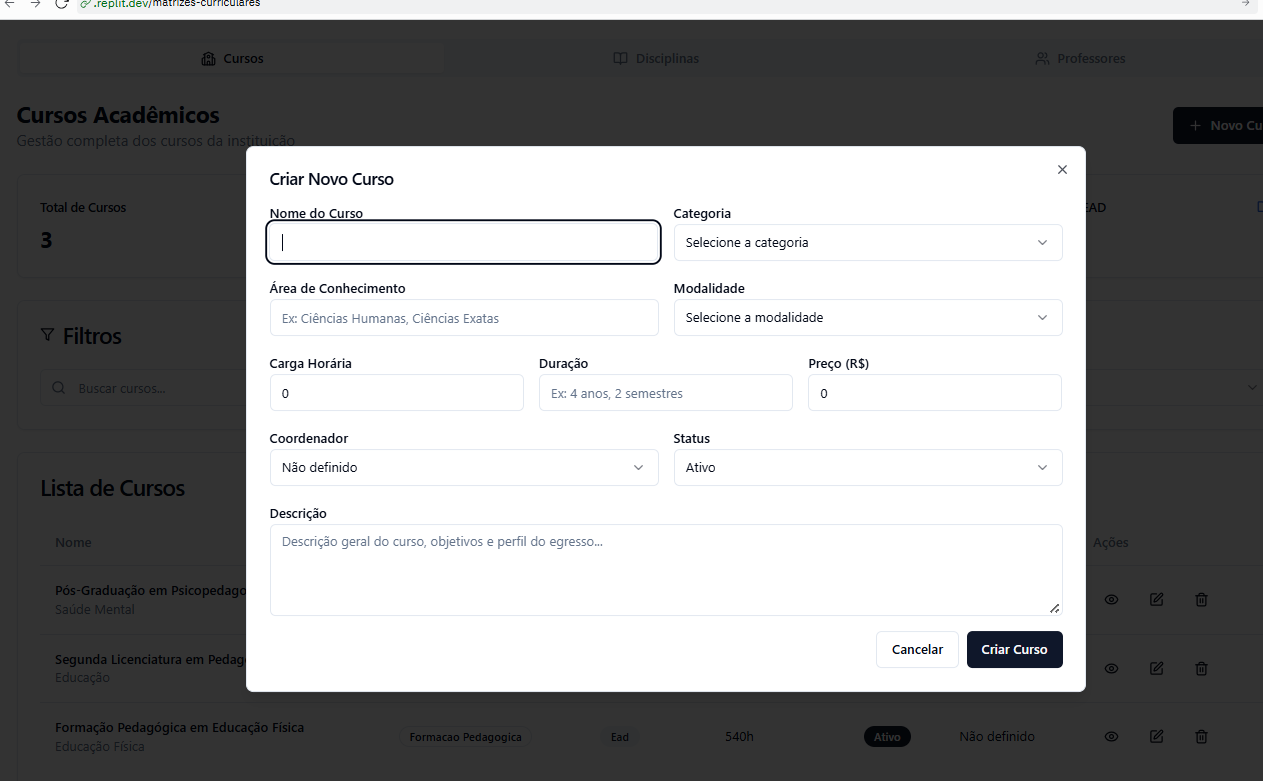 .replit.dev/matrizes-curriculares
Cursos
Disciplinas
Professores
Cursos Acadêmicos
Gestão completa dos cursos da instituição
+ Novo Cu
Total de Cursos
3
EAD
Filtros
Buscar cursos...
Lista de Cursos
Nome
Ações
Pós-Graduação em Psicopedago
Saúde Mental
Segunda Licenciatura em Pedag
Educação
Formação Pedagógica em Educação Física
Educação Física
Formacao Pedagogica
Ead
540h
Ativo
Não definido
Criar Novo Curso
Nome do Curso
Categoria
Selecione a categoria
Área de Conhecimento
Modalidade
Ex: Ciências Humanas, Ciências Exatas
Selecione a modalidade
Carga Horária
Duração
Preço (R$)
0
Ex: 4 anos, 2 semestres
0
Coordenador
Status
Não definido
Ativo
Descrição
Descrição geral do curso, objetivos e perfil do egresso...
Cancelar
Criar Curso